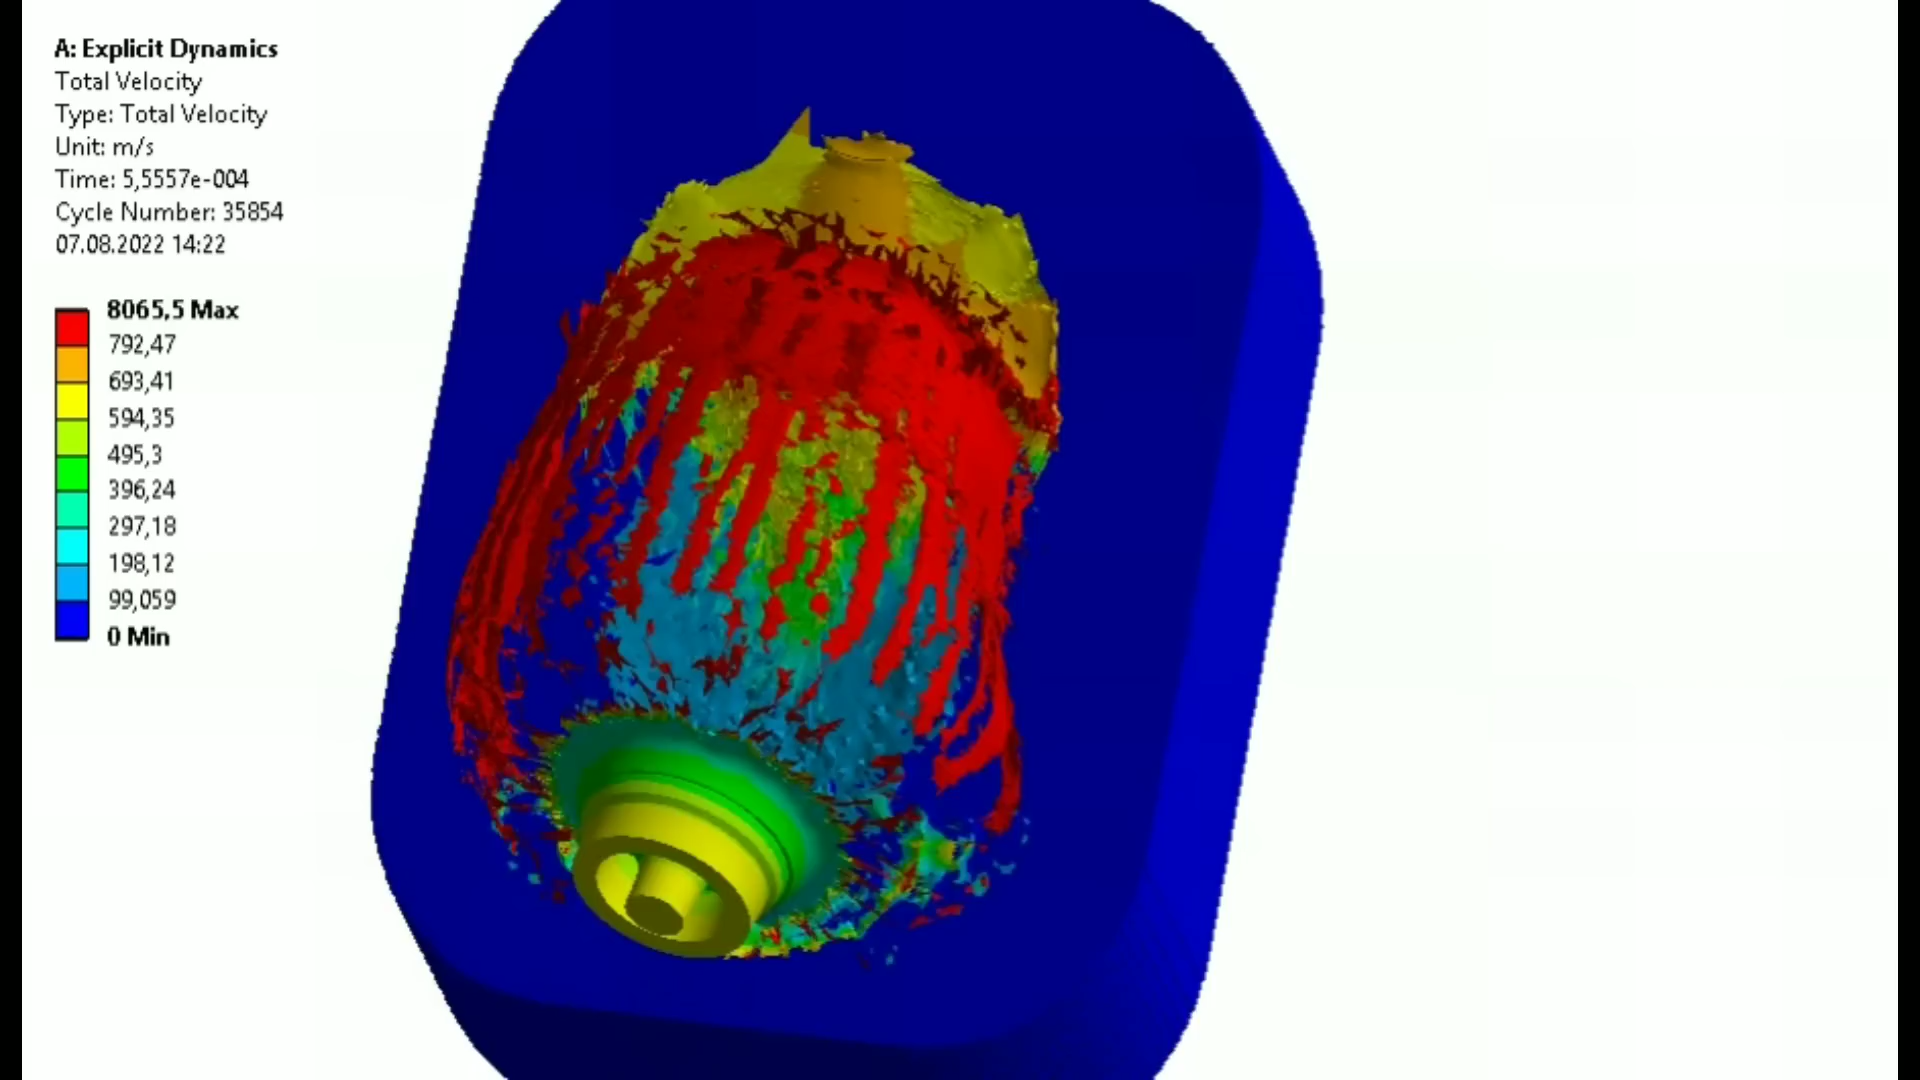 A: Explicit Dynamics
Total Velocity
Type: Total Velocity
Unit: m/s
Time: 5,5557e-004
Cycle Number: 35854
07.08.2022 14:22
8065,5 Max
792,47
693,41
594,35
495,3
396,24
297,18
198,12
99,059
0 Min